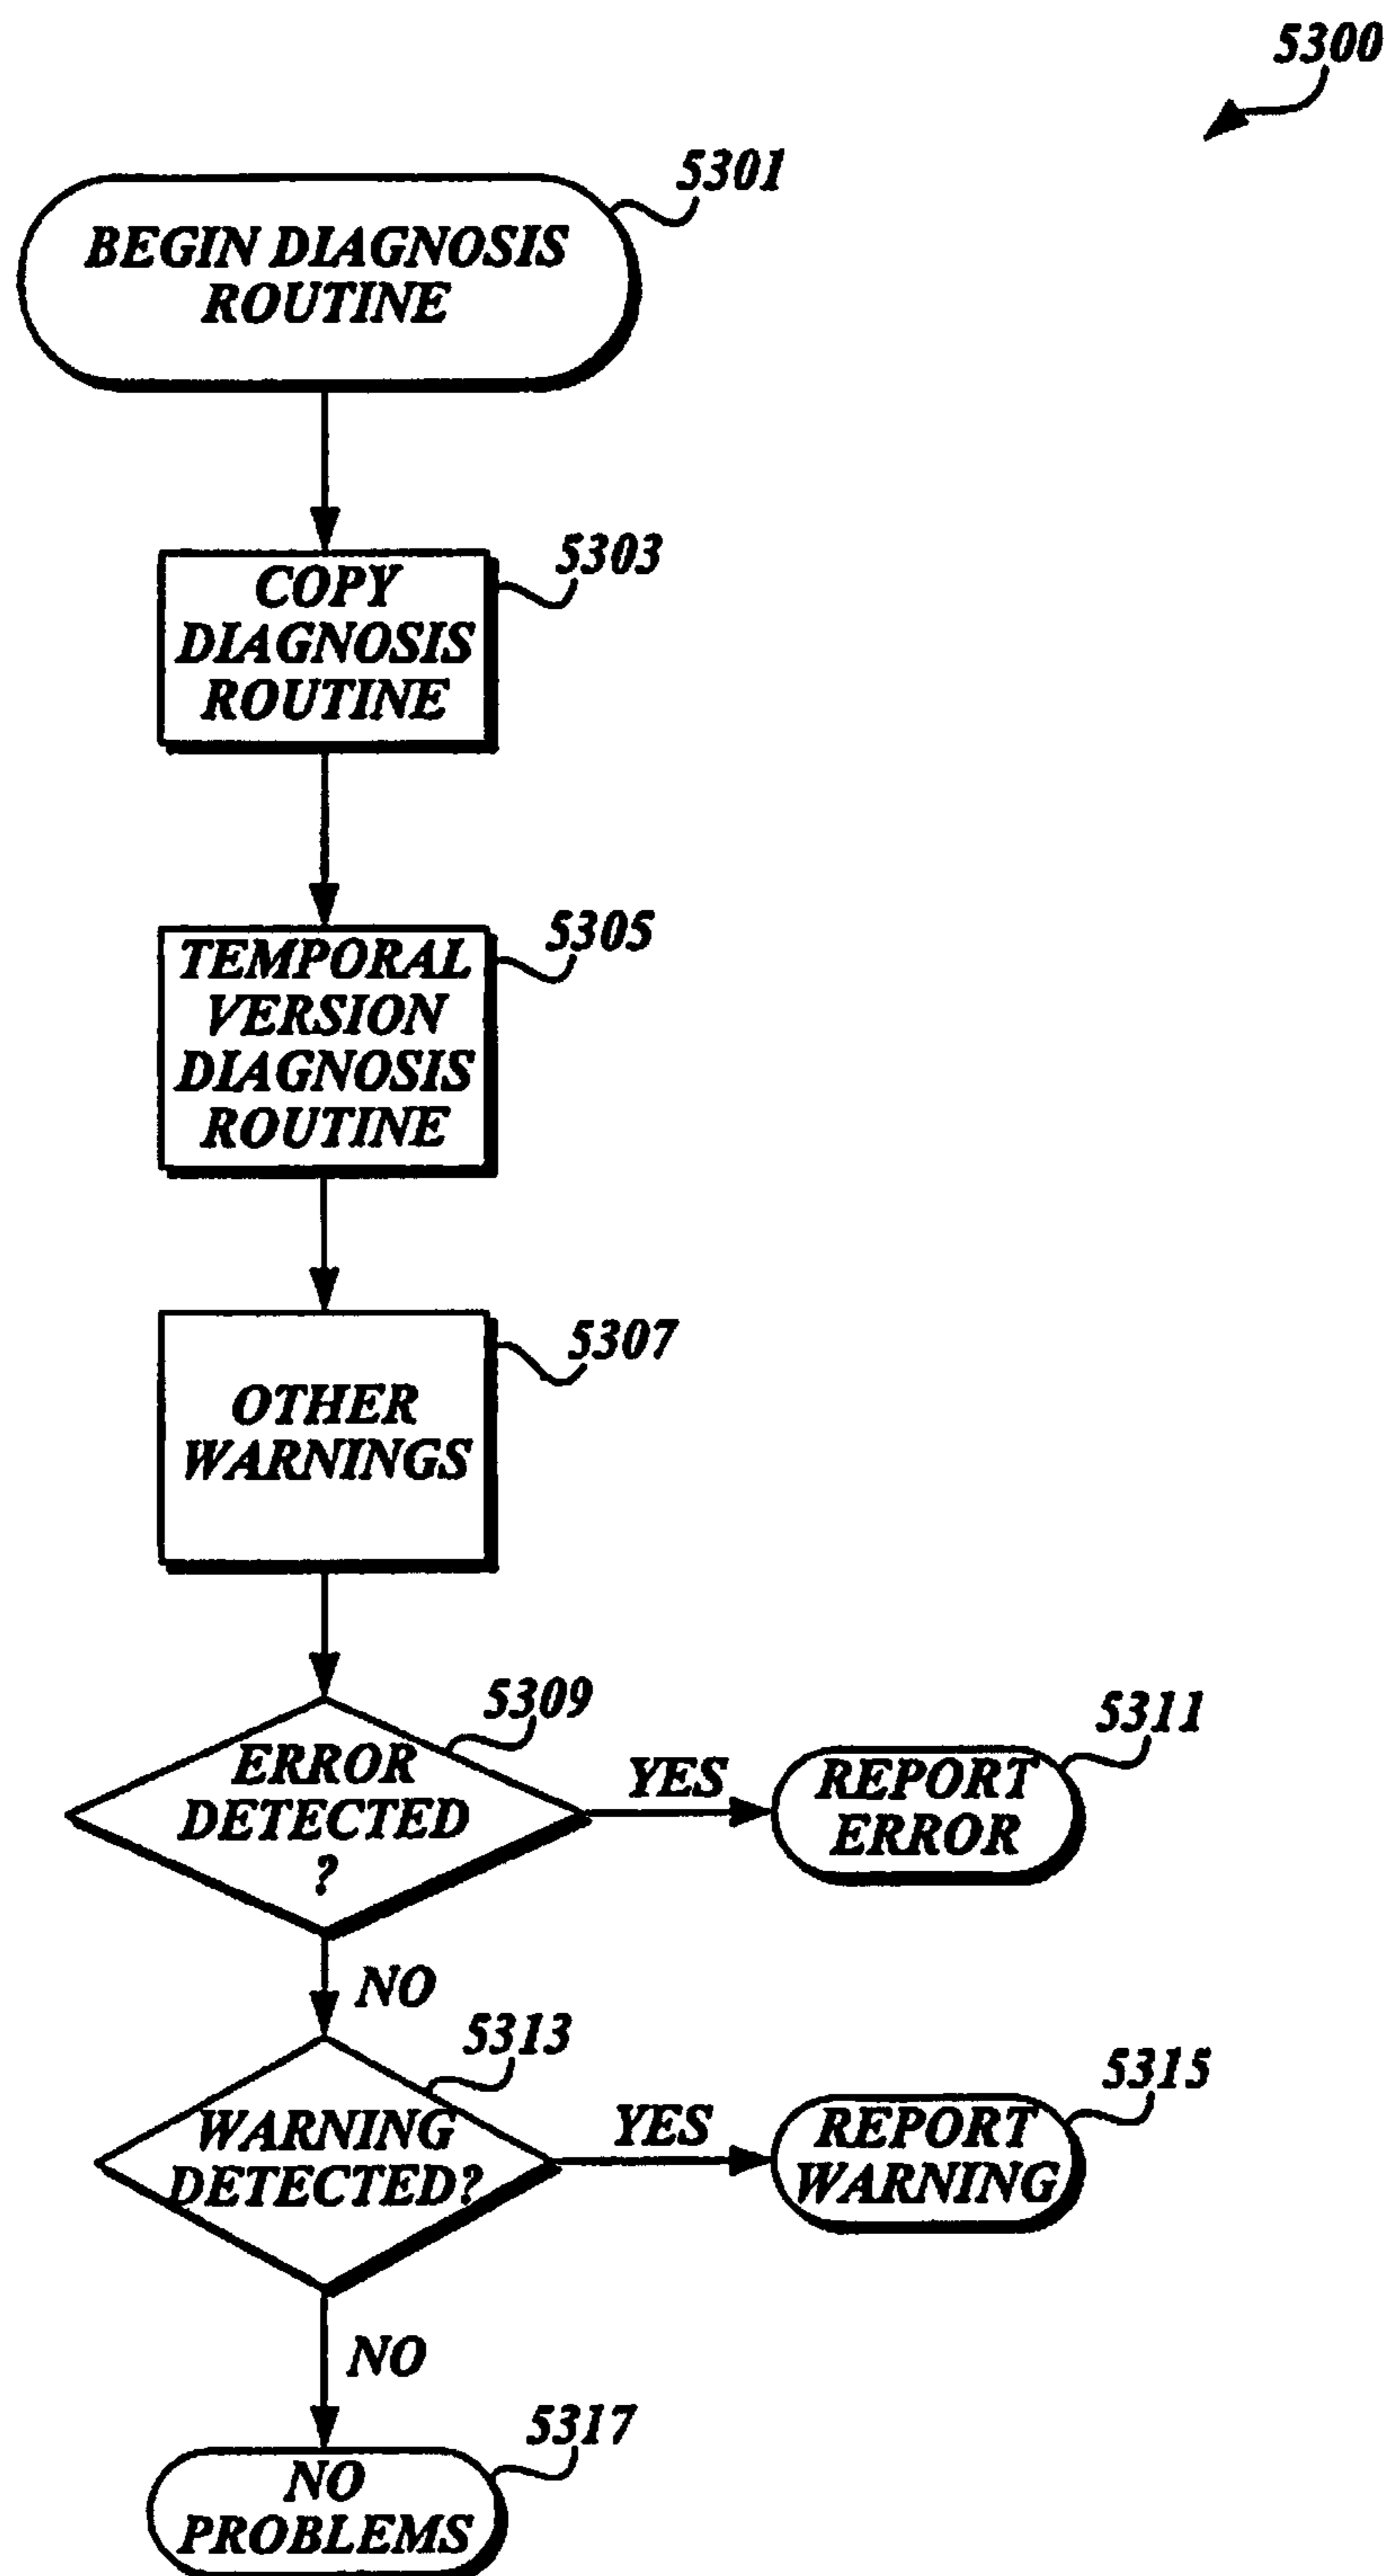 5300
5301
BEGIN DIAGNOSIS
ROUTINE
5303
COPY
DIAGNOSIS
ROUTINE
5305
TEMPORAL
VERSION
DIAGNOSIS
ROUTINE
5307
OTHER
WARNINGS
5309
ERROR
DETECTED
?
YES
5311
REPORT
ERROR
NO
5313
WARNING
DETECTED?
YES
5315
REPORT
WARNING
NO
5317
NO
PROBLEMS